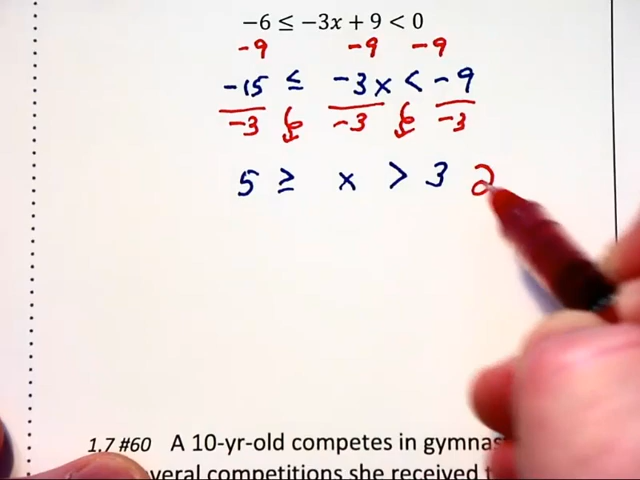 −6 ≤ −3x + 9 < 0
-9 -9 -9
-15 ≤ -3x < -9
-3 -3 -3
5 ≥ x > 3 2
1.7 #60 A 10-yr-old competes in gymnas
veral competitions she received